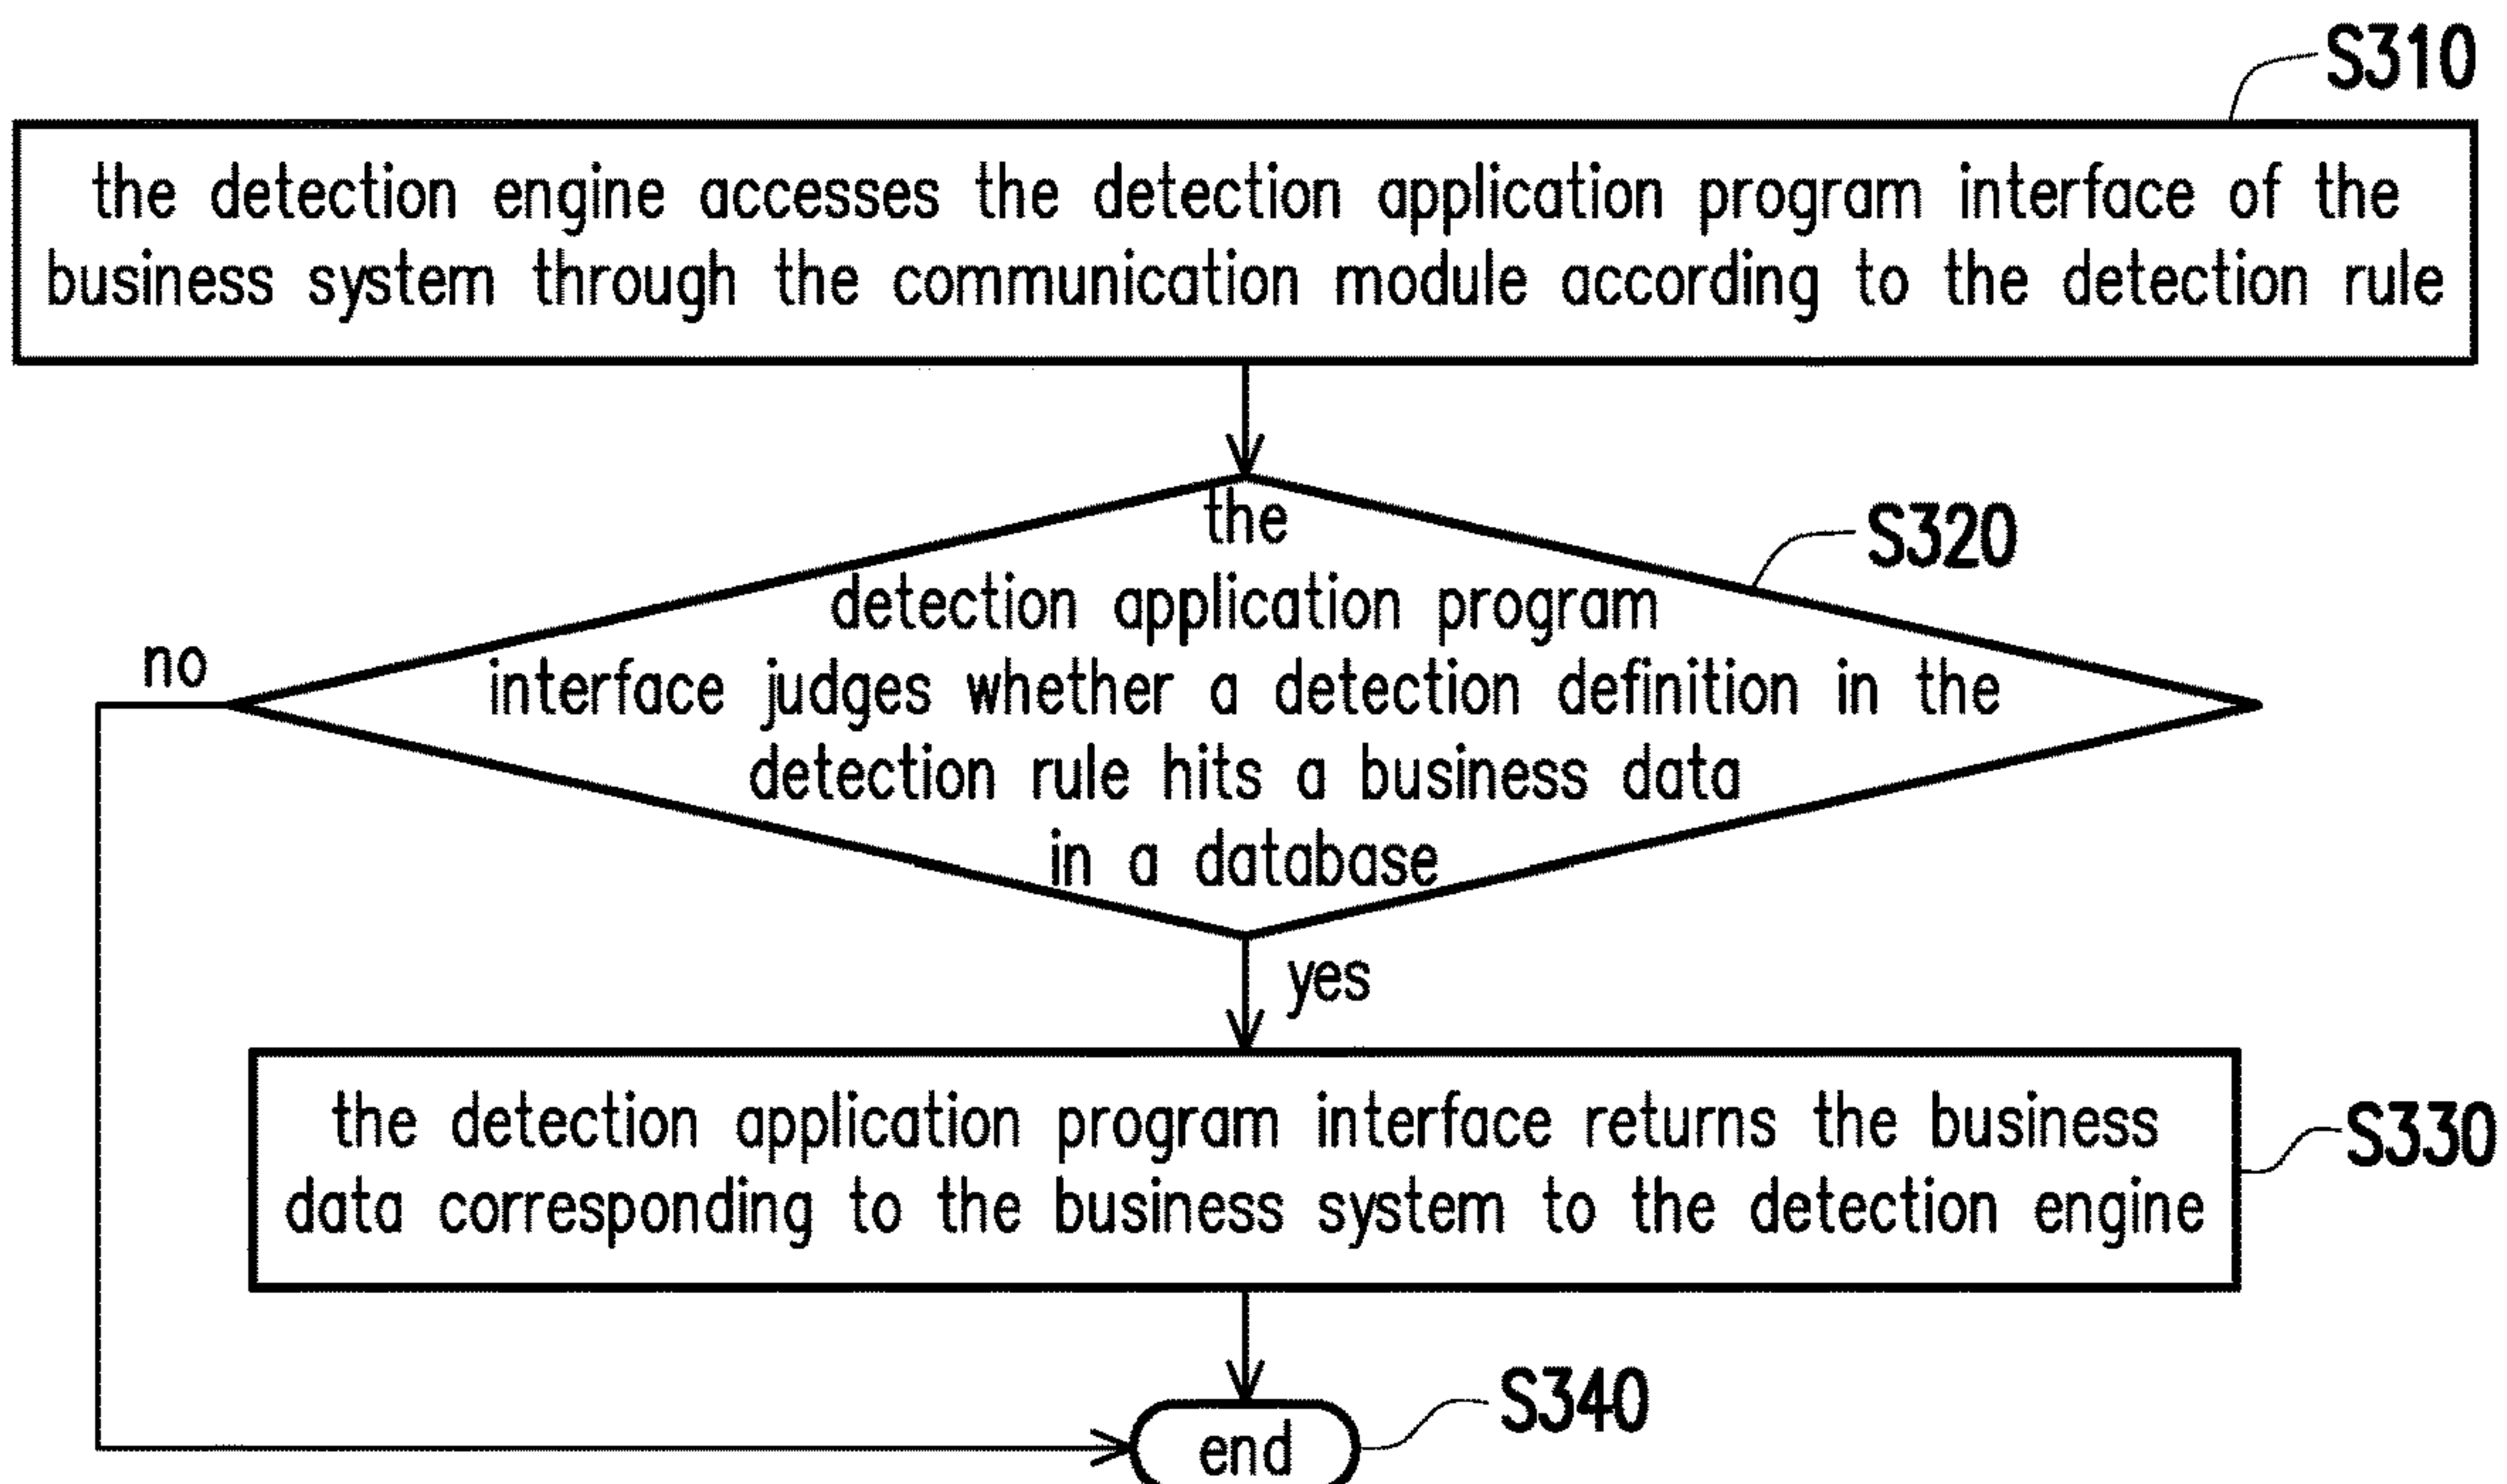 S310
the detection engine accesses the detection application program interface of the
business system through the communication module according to the detection rule
the
S320
detection application program
no
interface judges whether a detection definition in the
detection rule hits a business data
in a database
yes
the detection application program interface returns the business
S330
data corresponding to the business system to the detection engine
S340
end